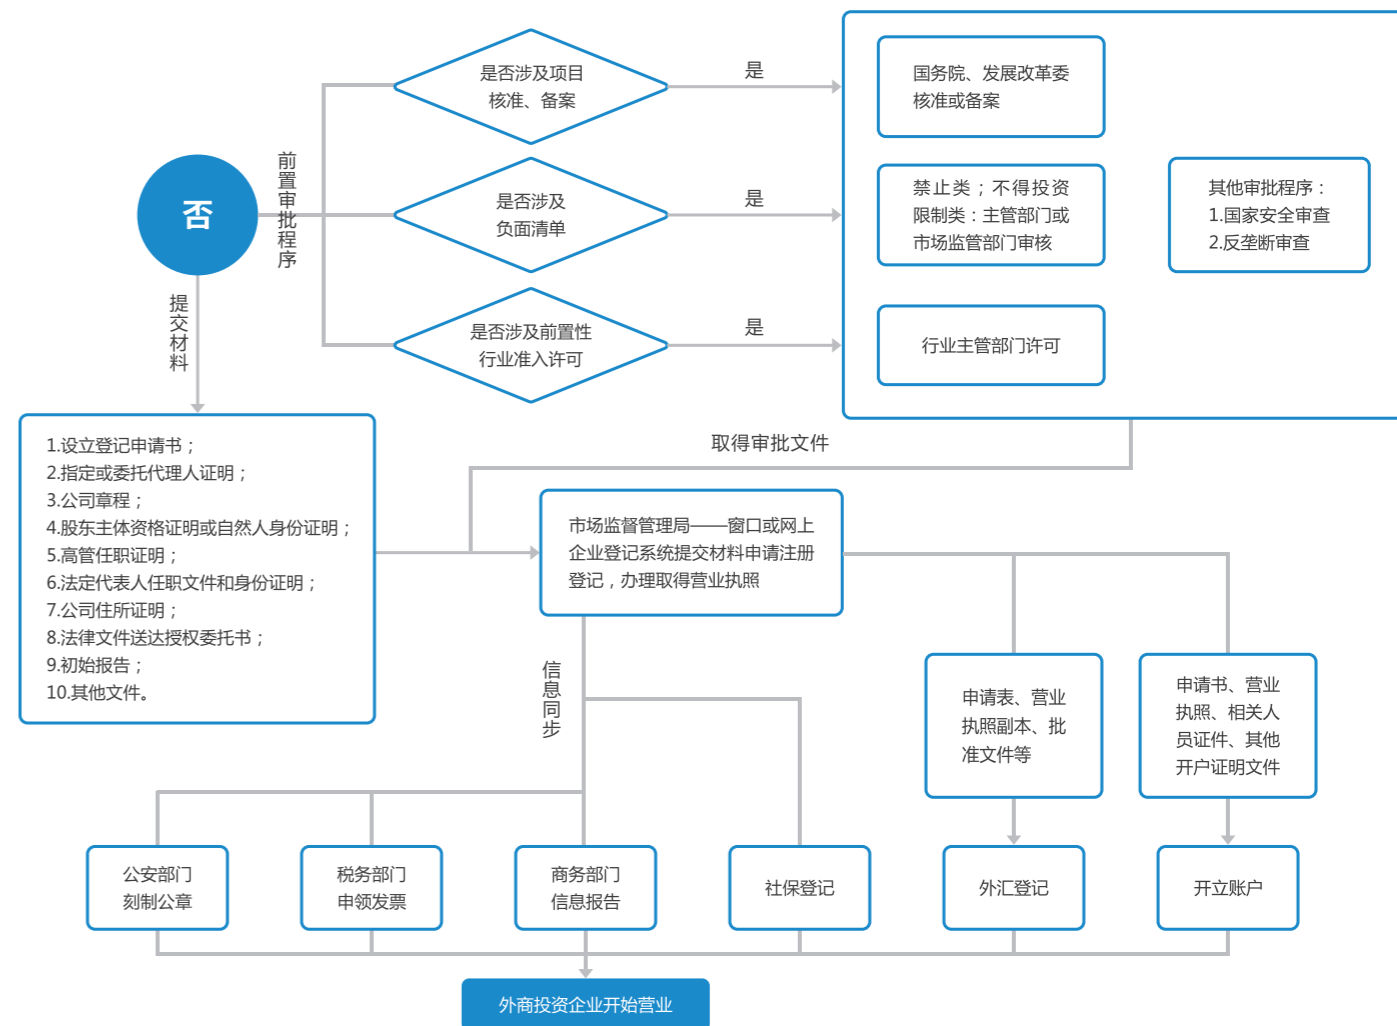 否
前置审批程序
提交材料
是否涉及项目
核准、备案
是
国务院、发展改革委
核准或备案
是否涉及
负面清单
是
禁止类；不得投资
限制类：主管部门或
市场监管部门审核
其他审批程序：
1.国家安全审查
2.反垄断审查
是否涉及前置性
行业准入许可
是
行业主管部门许可
取得审批文件
1.设立登记申请书；
2.指定或委托代理人证明；
3.公司章程；
4.股东主体资格证明或自然人身份证明；
5.高管任职证明；
6.法定代表人任职文件和身份证明；
7.公司住所证明；
8.法律文件送达授权委托书；
9.初始报告；
10.其他文件。
市场监督管理局——窗口或网上
企业登记系统提交材料申请注册
登记，办理取得营业执照
信息同步
申请表、营业
执照副本、批
准文件等
申请书、营业
执照、相关人
员证件、其他
开户证明文件
公安部门
刻制公章
税务部门
申领发票
商务部门
信息报告
社保登记
外汇登记
开立账户
外商投资企业开始营业